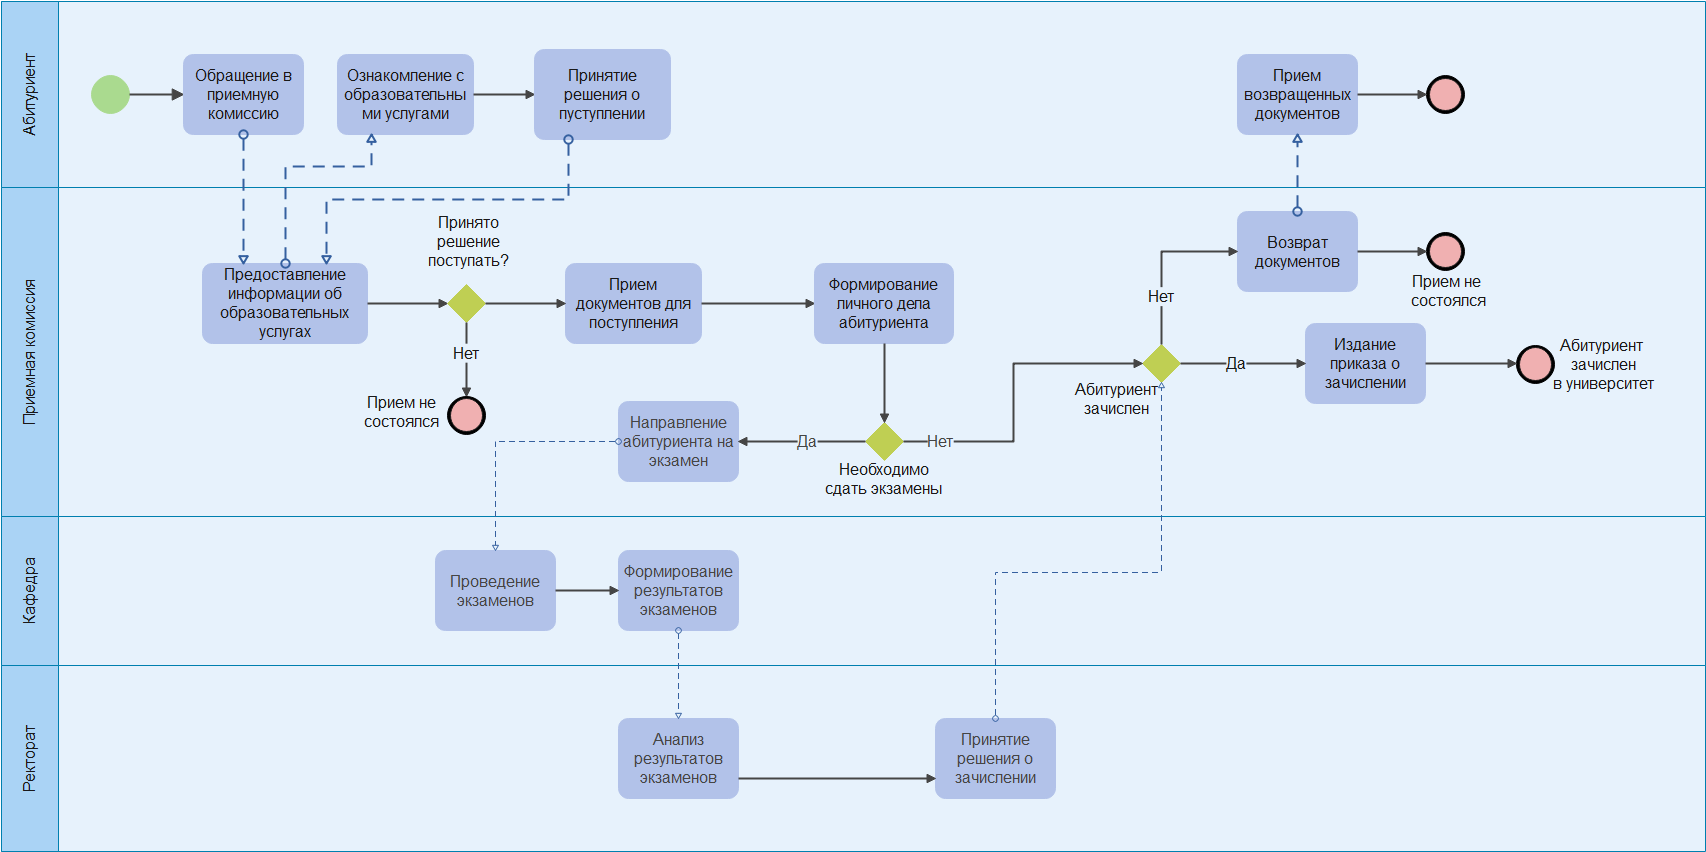 Абитуриент
Обращение в
приемную
комиссию
Ознакомпление с
образовательны
ми услугами
Принятие
решения о
пуступлении
Прием
возвращенных
документов
Приемная комиссия
Предоставление
информации об
образовательных
услугах
Принято
решение
поступать?
Нет
Прием не
состоялся
Прием
документов для
поступления
Формирование
личного дела
абитуриента
Необходимо
сдать экзамены
Да
Нет
Направление
абитуриента на
экзамен
Абитуриент
зачислен
Нет
Да
Возврат
документов
Прием не
состоялся
Издание
приказа о
зачислении
Абитуриент
зачислен
в университет
Кафедра
Проведение
экзаменов
Формирование
результатов
экзаменов
Ректорат
Анализ
результатов
экзаменов
Принятие
решения о
зачислении